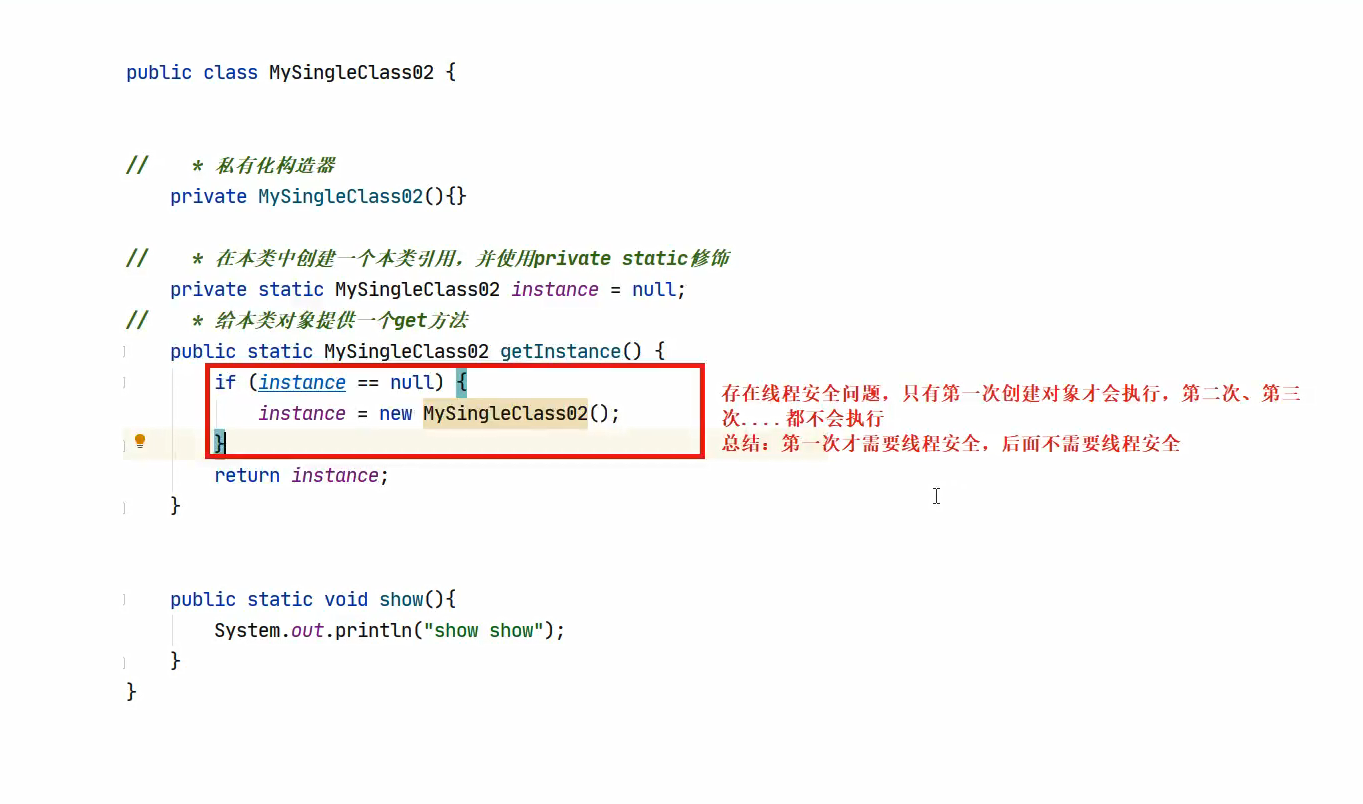 public class MySingleClass02 {
//    * 私有化构造器
    private MySingleClass02(){}
//    * 在本类中创建一个本类引用，并使用private static修饰
    private static MySingleClass02 instance = null;
//    * 给本类对象提供一个get方法
    public static MySingleClass02 getInstance() {
        if (instance == null) {
            instance = new MySingleClass02();
        }
        return instance;
    }
存在线程安全问题，只有第一次创建对象才会执行，第二次、第三
次....都不会执行
总结：第一次才需要线程安全，后面不需要线程安全
    public static void show(){
        System.out.println("show show");
    }
}